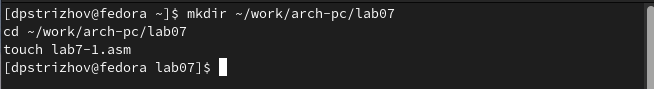 [dpstrizhov@fedora ~]$ mkdir ~/work/arch-pc/lab07
cd ~/work/arch-pc/lab07
touch lab7-1.asm
[dpstrizhov@fedora lab07]$